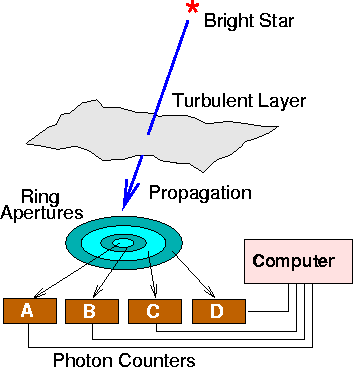 *
Bright Star
Turbulent Layer
Propagation
Ring
Apertures
Computer
A B C D
Photon Counters